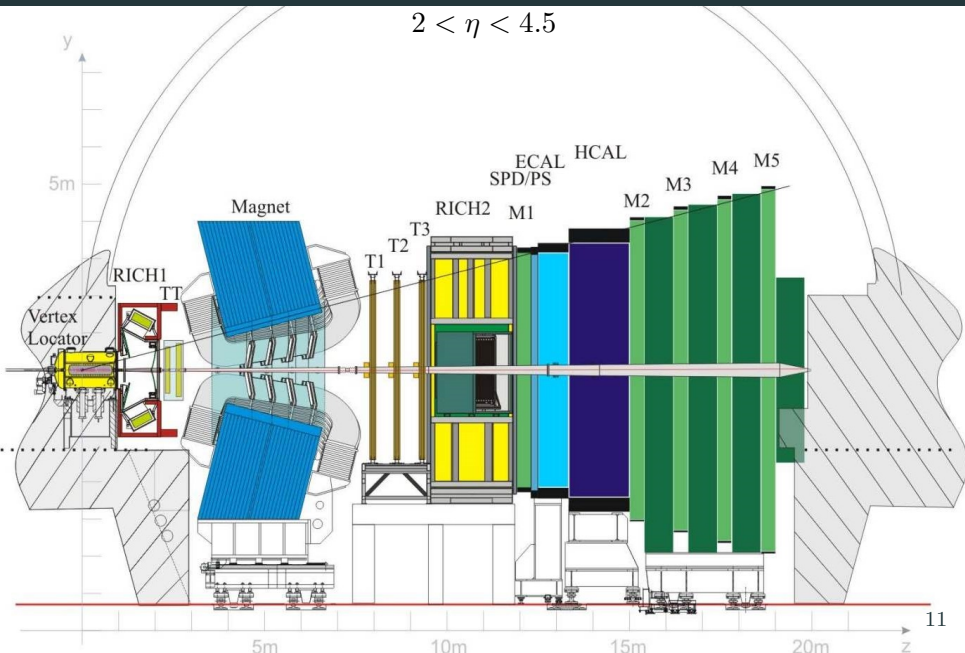 2 < η < 4.5
y
5m
ECAL HCAL
SPD/PS
M4 M5
M3
M2
Magnet
RICH2 M1
T3
T2
T1
RICH1
TT
Vertex
Locator
11
5m 10m 15m 20m z